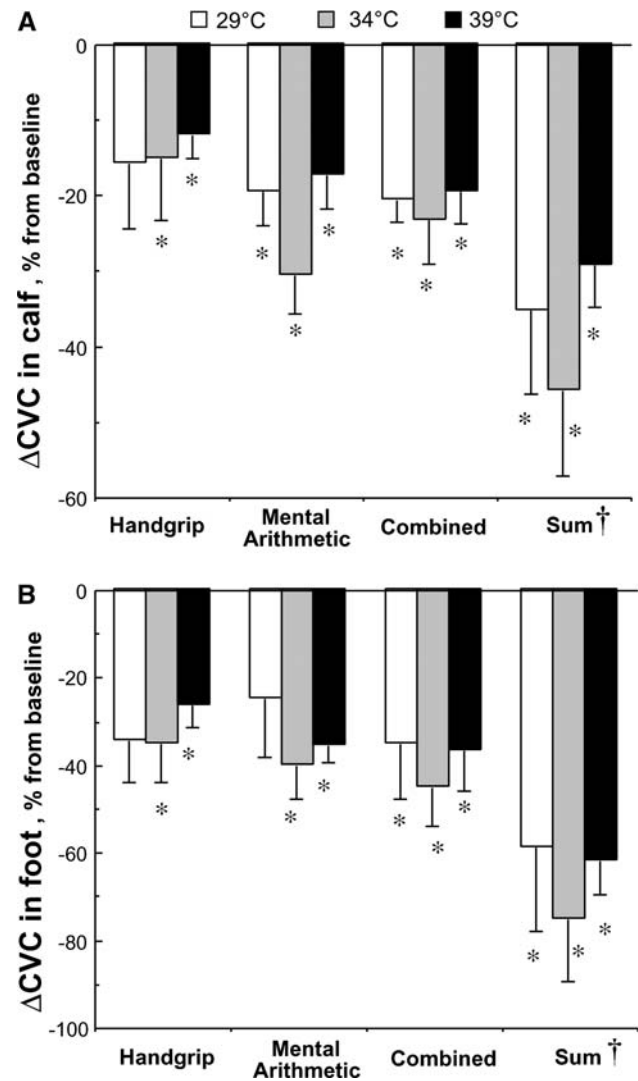 A
29°C 34°C 39°C
ΔCVC in calf , % from baseline
0
-20
-40
-60
* * * * * * * * * * *
Handgrip Mental Arithmetic Combined Sum †
B
ΔCVC in foot, % from baseline
0
-20
-40
-60
-80
-100
* * * * * * * * * *
Handgrip Mental Arithmetic Combined Sum †